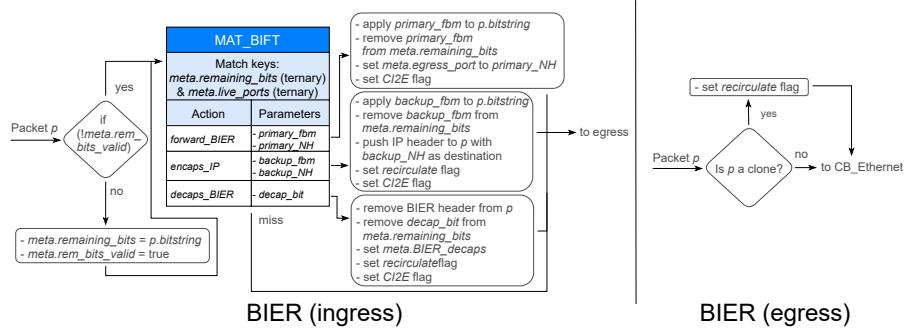 Packet p
if
(!meta.rem_
bits_valid)
yes
no
- meta.remaining_bits = p.bitstring
- meta.rem_bits_valid = true
MAT_BIFT
Match keys:
meta.remaining_bits (ternary)
& meta.live_ports (ternary)
Action
Parameters
forward_BIER
- primary_fbm
- primary_NH
encaps_IP
- backup_fbm
- backup_NH
decaps_BIER
- decap_bit
miss
- apply primary_fbm to p.bitstring
- remove primary_fbm
from meta.remaining_bits
- set meta.egress_port to primary_NH
- set CI2E flag
- apply backup_fbm to p.bitstring
- remove backup_fbm from
meta.remaining_bits
- push IP header to p with
backup_NH as destination
- set recirculate flag
- set CI2E flag
- remove BIER header from p
- remove decap_bit from
meta.remaining_bits
- set meta.BIER_decaps
- set recirculateflag
- set CI2E flag
to egress
BIER (ingress)
- set recirculate flag
yes
Packet p
Is p a clone?
no
to CB_Ethernet
BIER (egress)